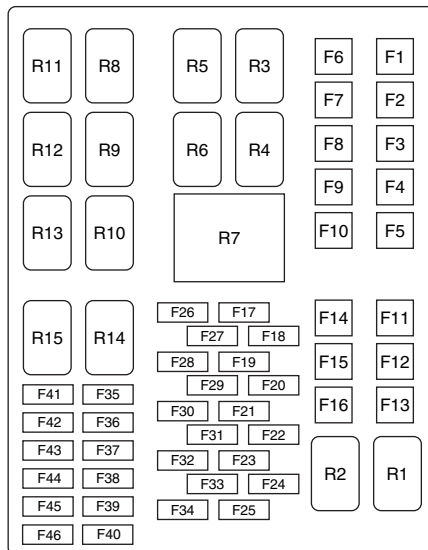 R11 R8 R5 R3 F6 F1
F7 F2
R12 R9 R6 R4 F8 F3
F9 F4
R13 R10 R7 F10 F5
F26 F17 F14 F11
F27 F18
R15 R14 F28 F19 F15 F12
F29 F20
F41 F35 F30 F21 F16 F13
F42 F36 F31 F22
F43 F37 F32 F23 R2 R1
F44 F38 F33 F24
F45 F39 F34 F25
F46 F40